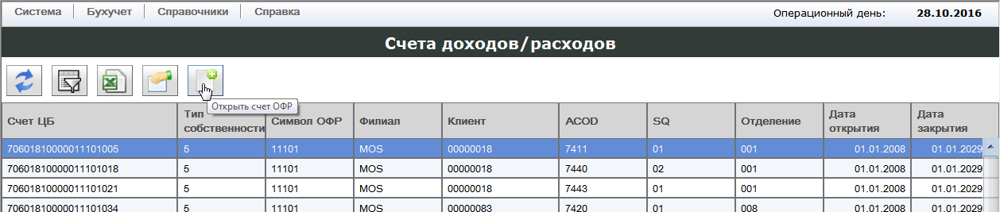 Система Бухучет Справочники Справка Операционный день: 28.10.2016
Счета доходов/расходов
Открыть счет ОФР
Счет ЦБ Тип собственности Символ ОФР Филиал Клиент ACOD SQ Отделение Дата открытия Дата закрытия
70601810000011101005 5 11101 MOS 00000018 7411 01 001 01.01.2008 01.01.2029
70601810000011101018 5 11101 MOS 00000018 7440 02 001 01.01.2008 01.01.2029
70601810000011101021 5 11101 MOS 00000018 7443 01 001 01.01.2008 01.01.2029
70601810000011101034 5 11101 MOS 00000083 7420 01 008 01.01.2008 01.01.2029